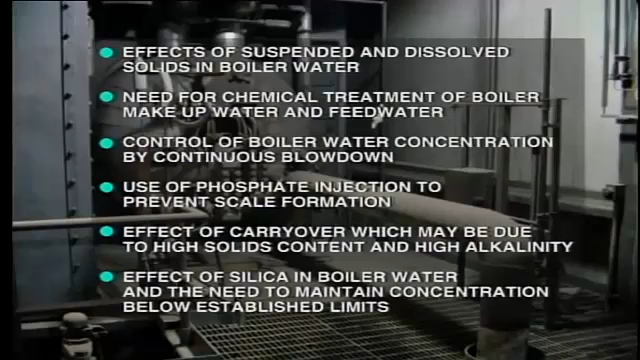 EFFECTS OF SUSPENDED AND DISSOLVED
SOLIDS IN BOILER WATER
NEED FOR CHEMICAL TREATMENT OF BOILER
MAKE UP WATER AND FEEDWATER
CONTROL OF BOILER WATER CONCENTRATION
BY CONTINUOUS BLOWDOWN
USE OF PHOSPHATE INJECTION TO
PREVENT SCALE FORMATION
EFFECT OF CARRYOVER WHICH MAY BE DUE
TO HIGH SOLIDS CONTENT AND HIGH ALKALINITY
EFFECT OF SILICA IN BOILER WATER
AND THE NEED TO MAINTAIN CONCENTRATION
BELOW ESTABLISHED LIMITS